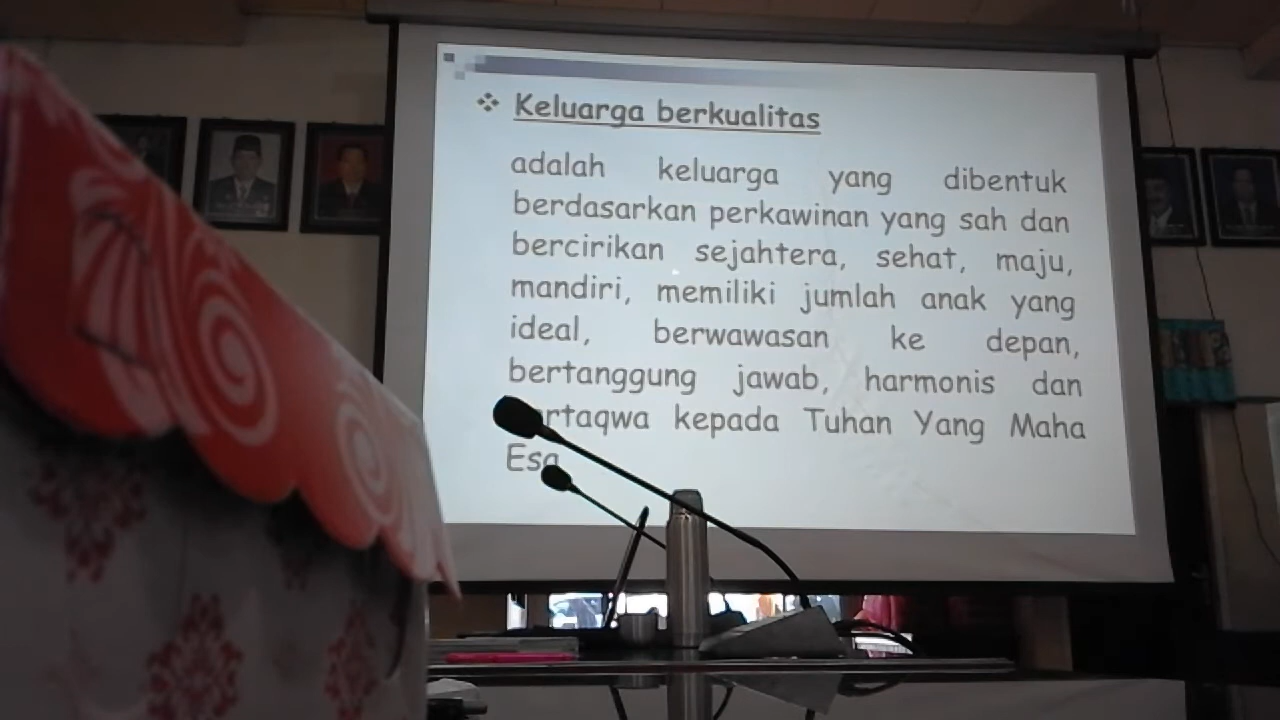 Keluarga berkualitas
adalah keluarga yang dibentuk
berdasarkan perkawinan yang sah dan
bercirikan sejahtera, sehat, maju,
mandiri, memiliki jumlah anak yang
ideal, berwawasan ke depan,
bertanggung jawab, harmonis dan
kepada Tuhan Yang Maha
Esa